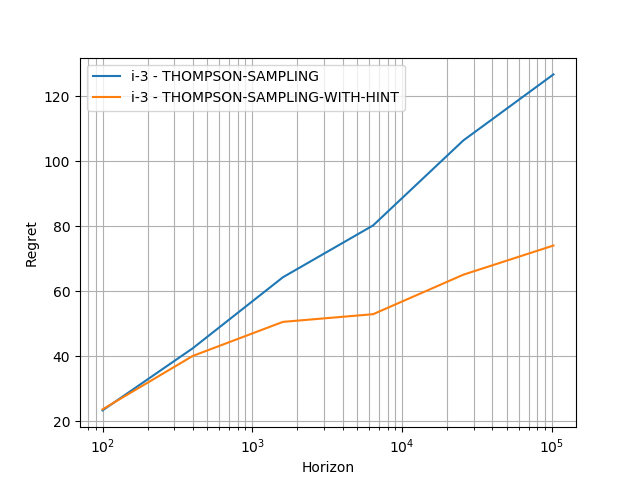 i-3 - THOMPSON-SAMPLING
i-3 - THOMPSON-SAMPLING-WITH-HINT
120
100
80
60
40
20
Regret
10² 10³ 10⁴ 10⁵
Horizon